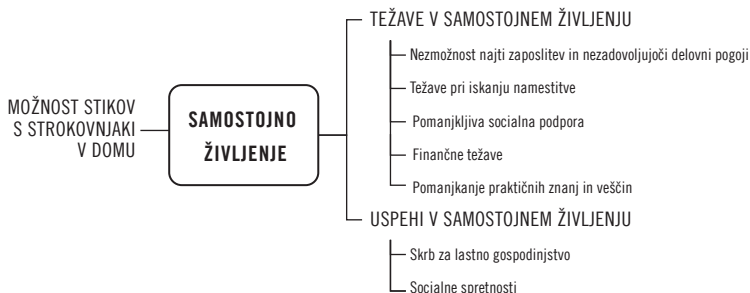 MOŽNOST STIKOV
S STROKOVNJAKI
V DOMU
SAMOSTOJNO
ŽIVLJENJE
TEŽAVE V SAMOSTOJNEM ŽIVLJENJU
Nezmožnost najti zaposlitev in nezadovoljujoči delovni pogoji
Težave pri iskanju namestitve
Pomanjkljiva socialna podpora
Finančne težave
Pomanjkanje praktičnih znanj in veščin
USPEHI V SAMOSTOJNEM ŽIVLJENJU
Skrb za lastno gospodinjstvo
Socialne spretnosti